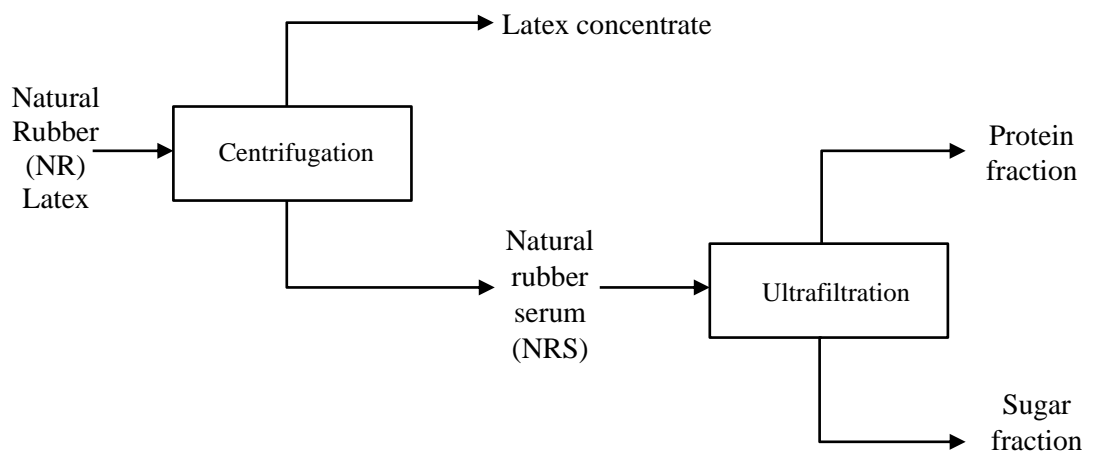 Latex concentrate
Natural
Rubber
(NR)
Latex
Centrifugation
Natural
rubber
serum
(NRS)
Ultrafiltration
Protein
fraction
Sugar
fraction